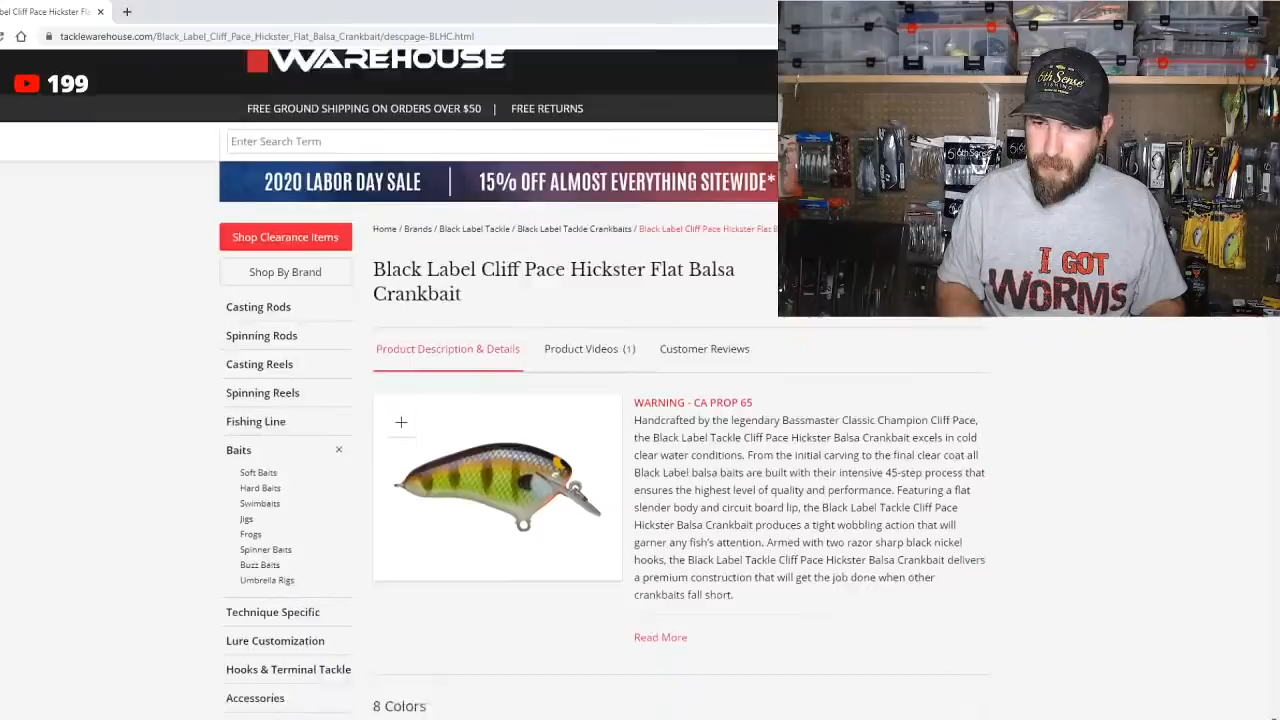 bel Cliff Pace Hickster Fl
tacklewarehouse.com/Black_Label_Cliff_Pace_Hickster_Flat_Balsa_Crankbait/descpage-BLHC.html
WAREHOUSE
199
FREE GROUND SHIPPING ON ORDERS OVER $50 | FREE RETURNS
Enter Search Term
2020 LABOR DAY SALE | 15% OFF ALMOST EVERYTHING SITEWIDE*
6th Sense
FISHING
I GOT
WORMS
Shop Clearance Items
Shop By Brand
Casting Rods
Spinning Rods
Casting Reels
Spinning Reels
Fishing Line
Baits
Soft Baits
Hard Baits
Swimbaits
Jigs
Frogs
Spinner Baits
Buzz Baits
Umbrella Rigs
Technique Specific
Lure Customization
Hooks & Terminal Tackle
Accessories
Home / Brands / Black Label Tackle / Black Label Tackle Crankbaits / Black Label Cliff Pace Hickster Flat B
Black Label Cliff Pace Hickster Flat Balsa
Crankbait
Product Description & Details
Product Videos (1)
Customer Reviews
WARNING - CA PROP 65
Handcrafted by the legendary Bassmaster Classic Champion Cliff Pace,
the Black Label Tackle Cliff Pace Hickster Balsa Crankbait excels in cold
clear water conditions. From the initial carving to the final clear coat all
Black Label balsa baits are built with their intensive 45-step process that
ensures the highest level of quality and performance. Featuring a flat
slender body and circuit board lip, the Black Label Tackle Cliff Pace
Hickster Balsa Crankbait produces a tight wobbling action that will
garner any fish's attention. Armed with two razor sharp black nickel
hooks, the Black Label Tackle Cliff Pace Hickster Balsa Crankbait delivers
a premium construction that will get the job done when other
crankbaits fall short.
Read More
8 Colors